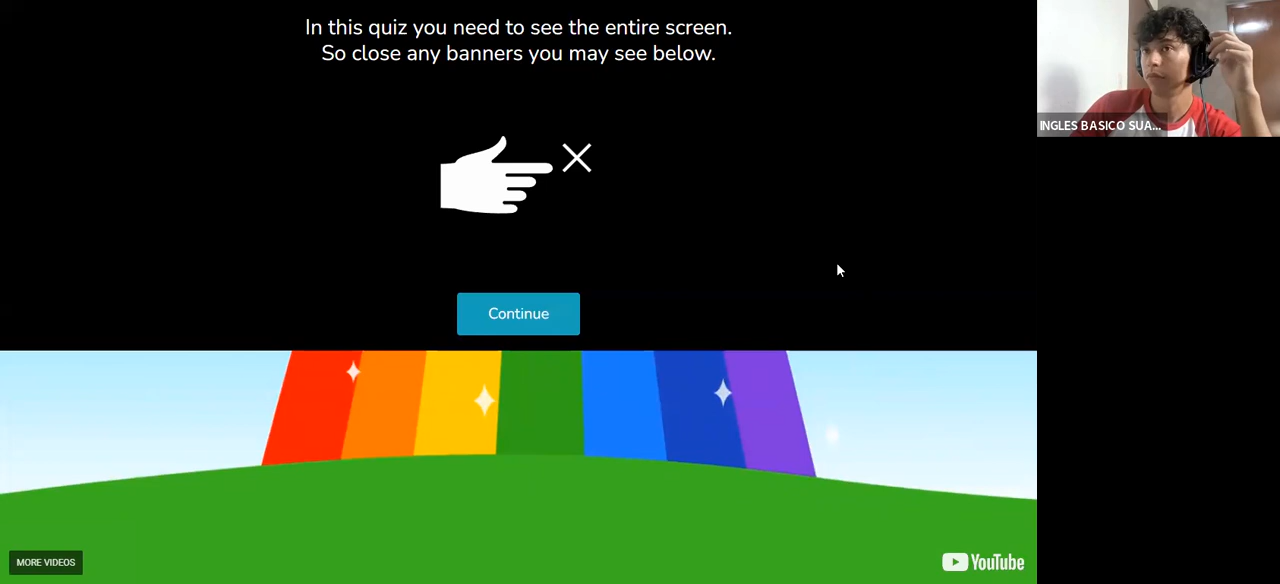 In this quiz you need to see the entire screen.
So close any banners you may see below.
INGLES BASICO SUA...
Continue
MORE VIDEOS
YouTube